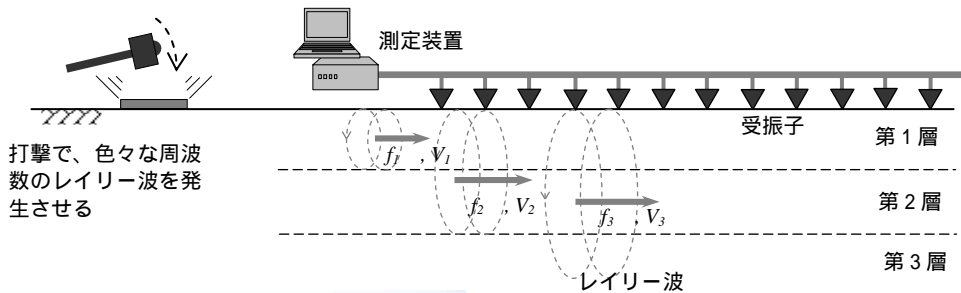 測定装置
受振子
第1層
打撃で、色々な周波
数のレイリー波を発
生させる
f1 , V1
f2 , V2
第2層
f3 , V3
第3層
レイリー波